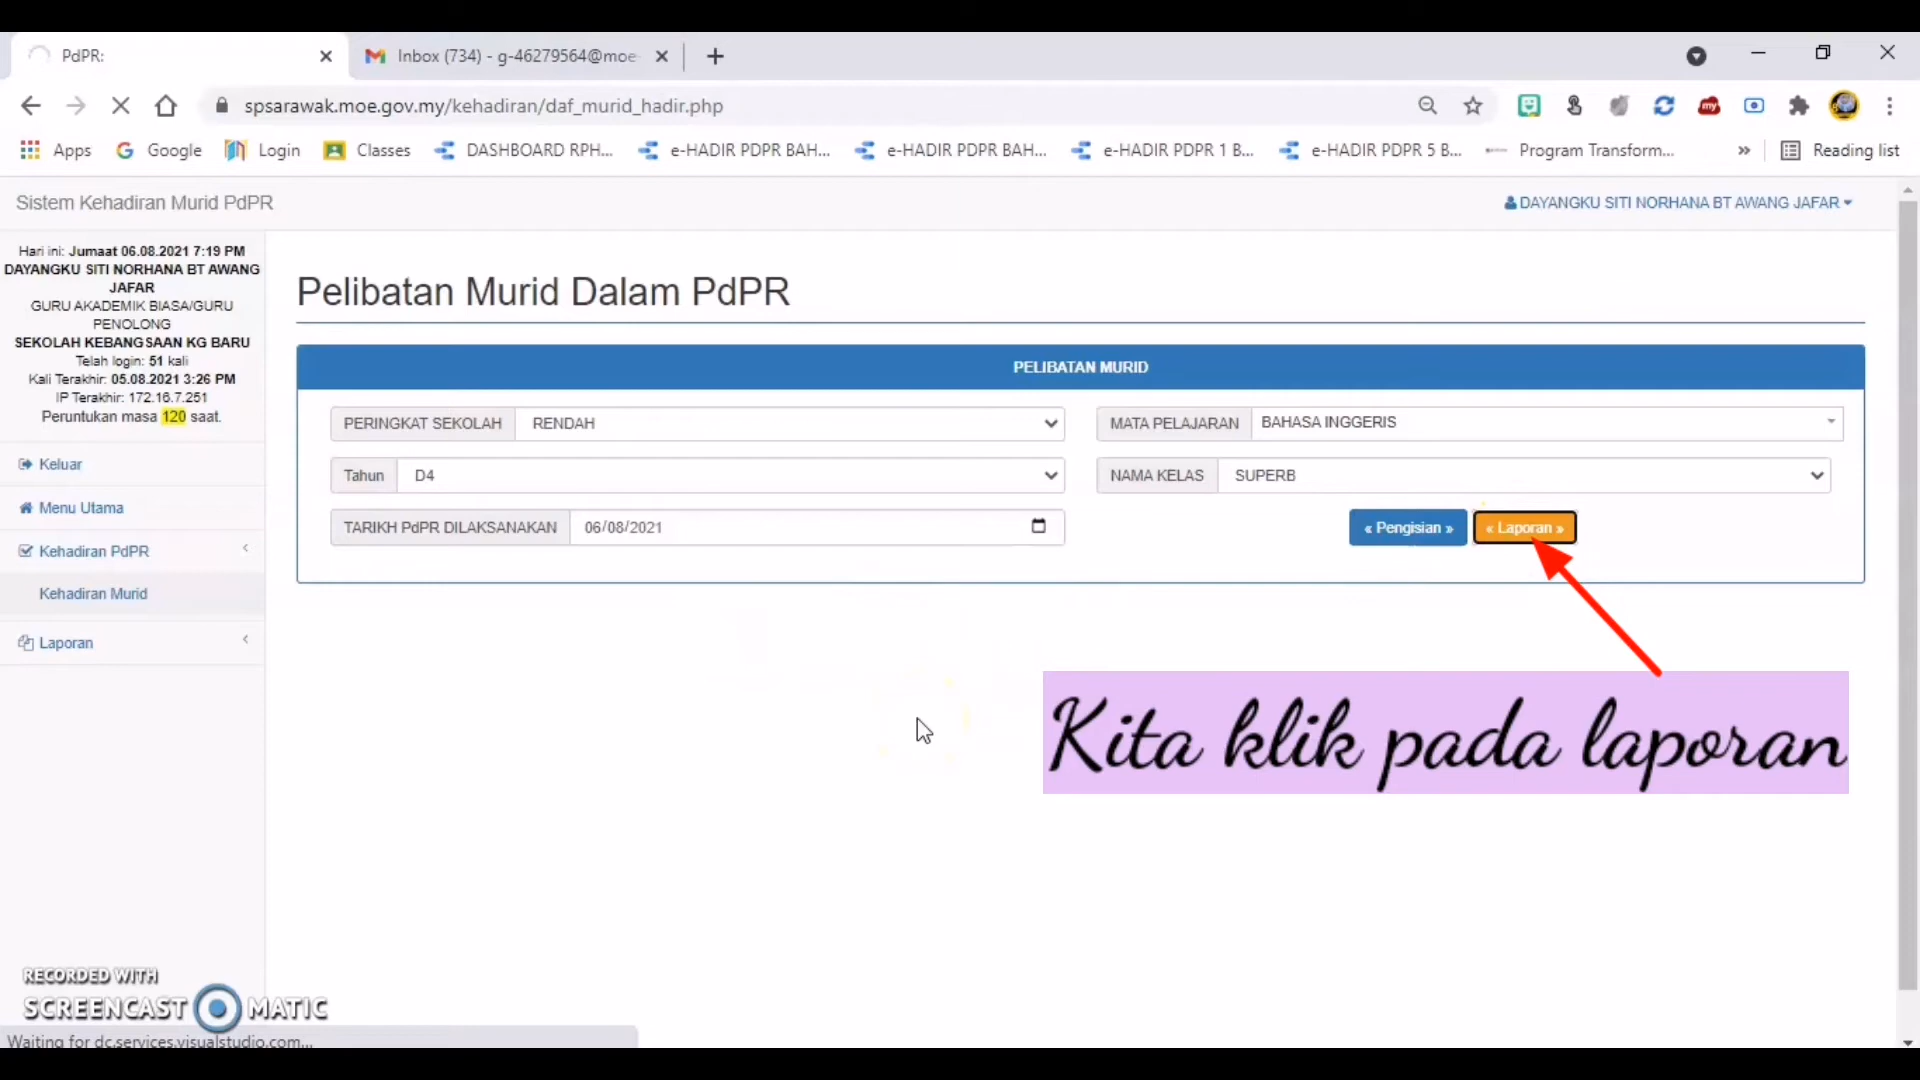 PdPR:
Inbox (734) - g-46279564@moe
spsarawak.moe.gov.my/kehadiran/daf_murid_hadir.php
Apps
Google
Login
Classes
DASHBOARD RPH...
e-HADIR PDPR BAH...
e-HADIR PDPR BAH...
e-HADIR PDPR 1 B...
e-HADIR PDPR 5 B...
Program Transform...
»
Reading list
Sistem Kehadiran Murid PdPR
DAYANGKU SITI NORHANA BT AWANG JAFAR
Hari ini: Jumaat 06.08.2021 7:19 PM
DAYANGKU SITI NORHANA BT AWANG
JAFAR
GURU AKADEMIK BIASA/GURU
PENOLONG
SEKOLAH KEBANGSAAN KG BARU
Telah login: 51 kali
Kali Terakhir: 05.08.2021 3:26 PM
IP Terakhir: 172.16.7.251
Peruntukan masa 120 saat.
Keluar
Menu Utama
Kehadiran PdPR
Kehadiran Murid
Laporan
Pelibatan Murid Dalam PdPR
PELIBATAN MURID
PERINGKAT SEKOLAH RENDAH
MATA PELAJARAN BAHASA INGGERIS
Tahun D4
NAMA KELAS SUPERB
TARIKH PdPR DILAKSANAKAN 06/08/2021
« Pengisian »
« Laporan »
Kita klik pada laporan
RECORDED WITH
SCREENCAST MATIC
Waiting for dc.services.visualstudio.com...